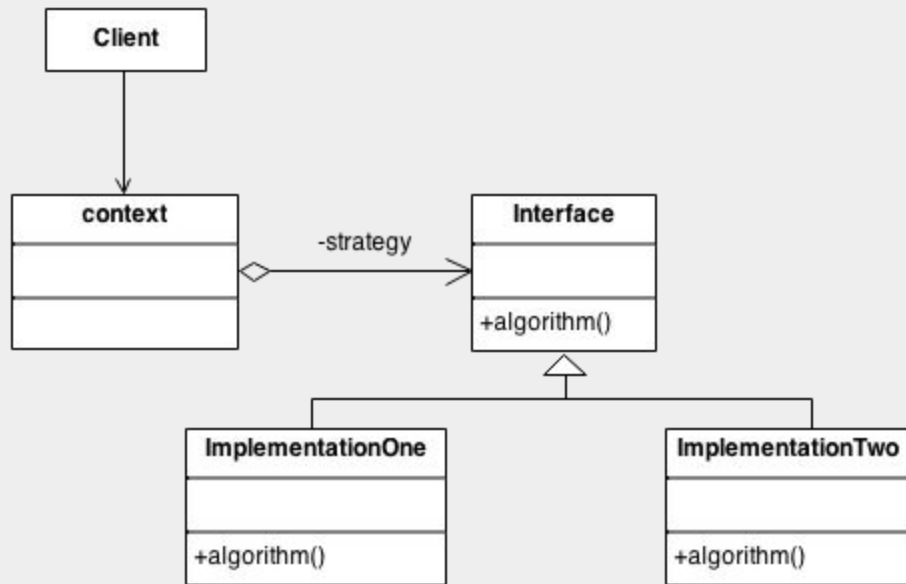 Client
context
-strategy
Interface
+algorithm()
ImplementationOne
+algorithm()
ImplementationTwo
+algorithm()